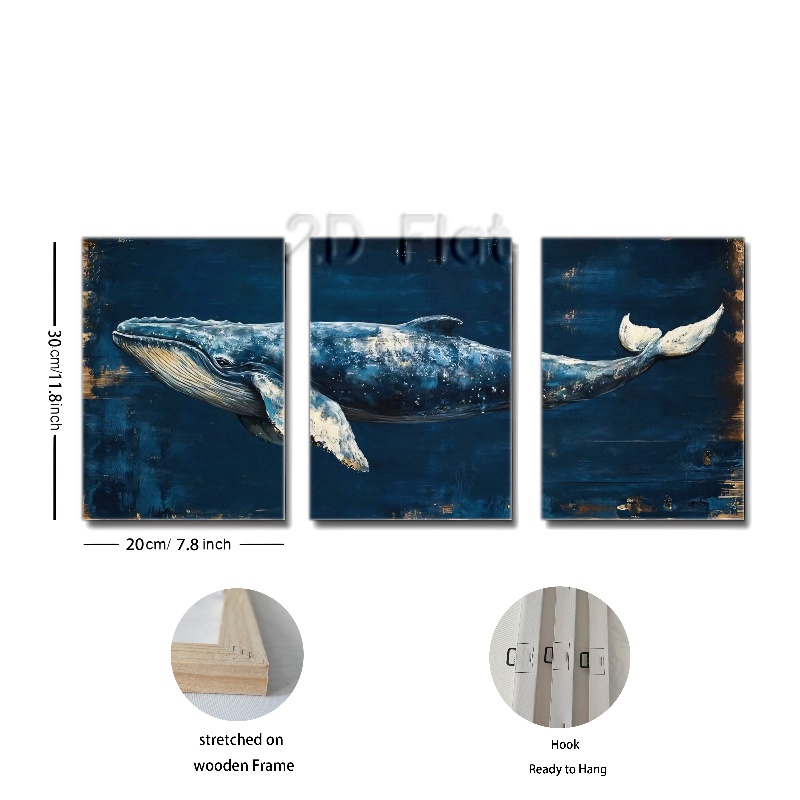 2D Flat
30cm/11.8inch
20cm/ 7.8 inch
stretched on
wooden Frame
Hook
Ready to Hang